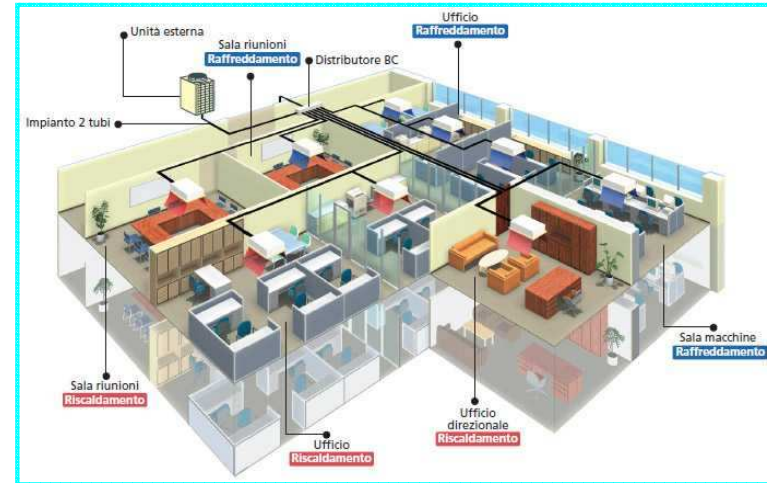 Unità esterna
Sala riunioni
Raffreddamento
Distributore BC
Ufficio
Raffreddamento
Impianto 2 tubi
Sala macchine
Raffreddamento
Sala riunioni
Riscaldamento
Ufficio
direzionale
Riscaldamento
Ufficio
Riscaldamento